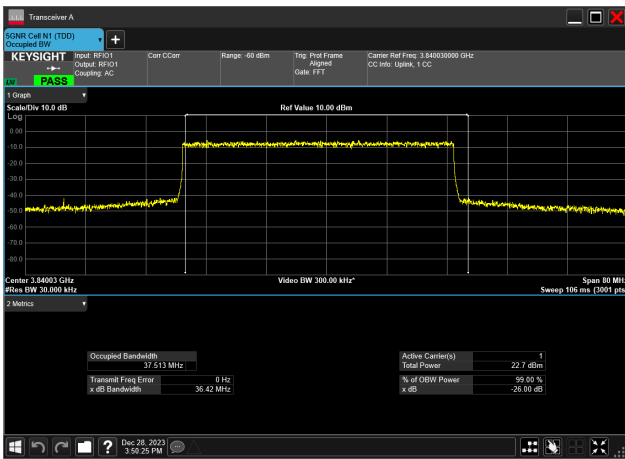 Transceiver A
5GNR Cell N1 (TDD)
Occupied BW
KEYSIGHT
PASS
Input: RFIO1
Output: RFIO1
Coupling: AC
Corr CCorr
Range: -60 dBm
Trig: Prot Frame
Aligned
Gate: FFT
Carrier Ref Freq: 3.840030000 GHz
CC Info: Uplink, 1 CC
1 Graph
Scale/Div 10.0 dB
Ref Value 10.00 dBm
Log
0.00
-10.0
-20.0
-30.0
-40.0
-50.0
-60.0
-70.0
-80.0
Center 3.84003 GHz
Video BW 300.00 kHz*
Span 80 MH
#Res BW 30.000 kHz
Sweep 106 ms (3001 pts
2 Metrics
Occupied Bandwidth
37.513 MHz
Active Carrier(s) 1
Total Power 22.7 dBm
Transmit Freq Error 0 Hz
x dB Bandwidth 36.42 MHz
% of OBW Power 99.00 %
x dB -26.00 dB
Dec 28, 2023
3:50:25 PM